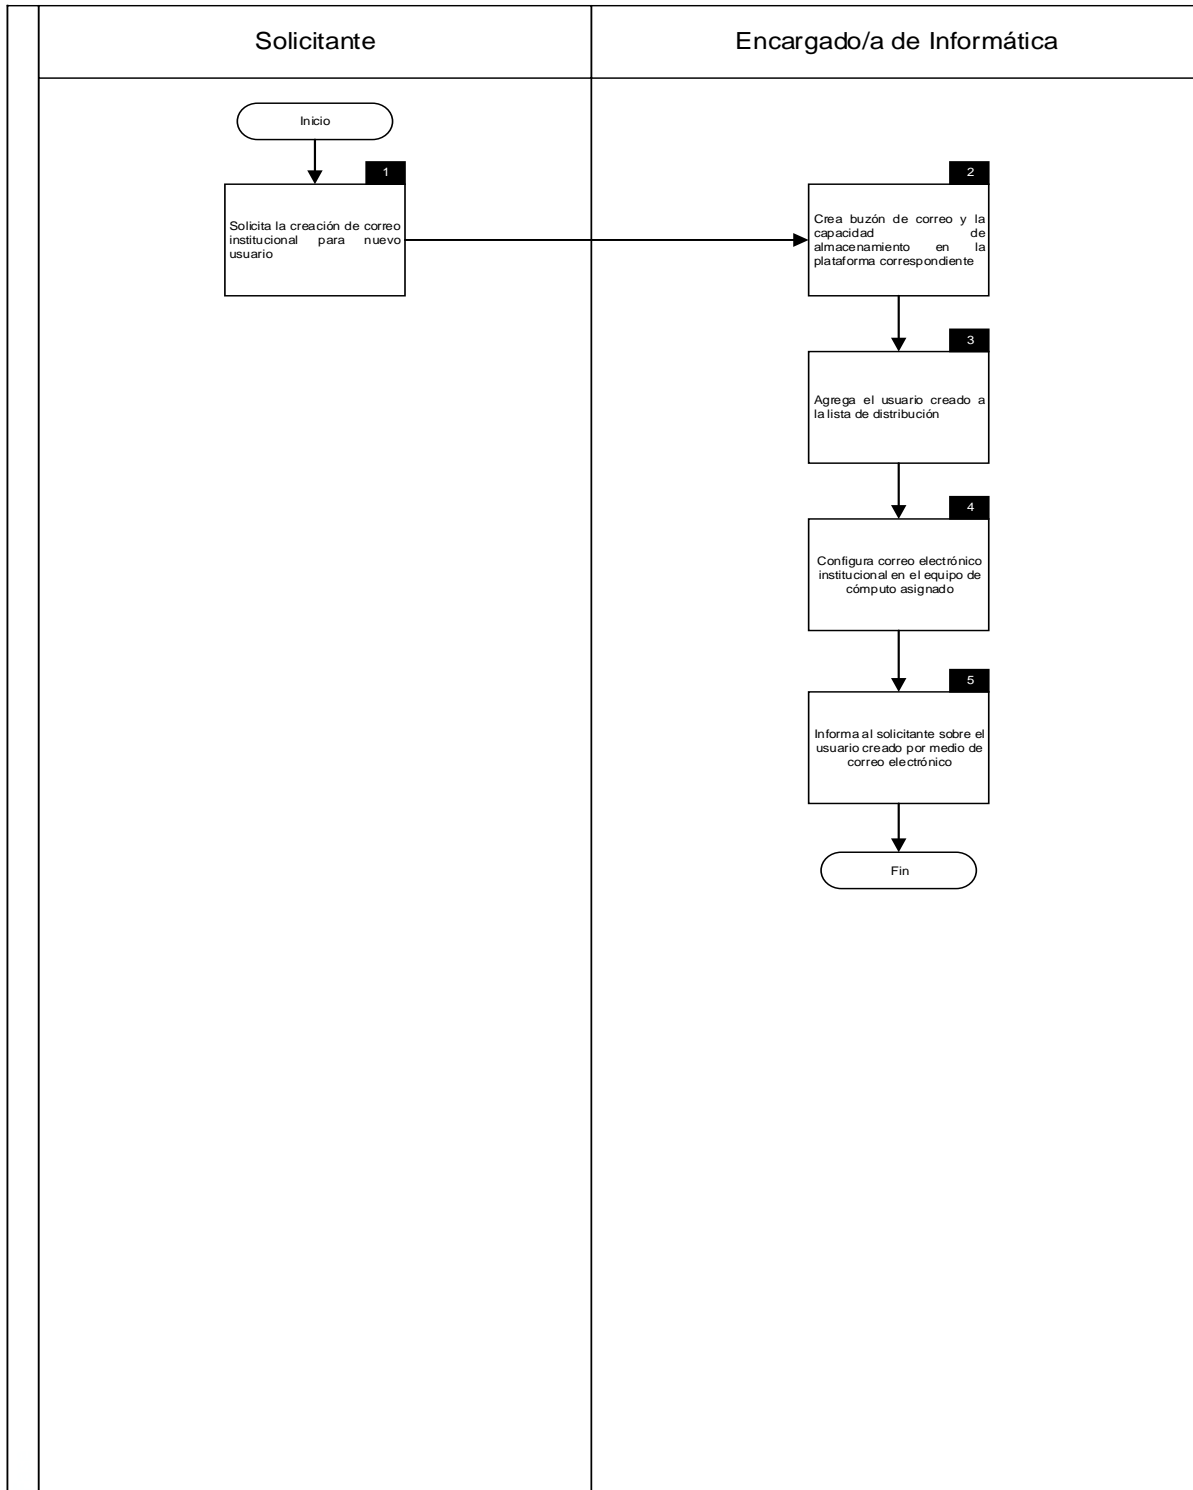 Solicitante
Encargado/a de Informática
Inicio
1
Solicita la creación de correo
institucional para nuevo
usuario
2
Crea buzón de correo y la
capacidad de
almacenamiento en la
plataforma correspondiente
3
Agrega el usuario creado a
la lista de distribución
4
Configura correo electrónico
institucional en el equipo de
cómputo asignado
5
Informa al solicitante sobre el
usuario creado por medio de
correo electrónico
Fin